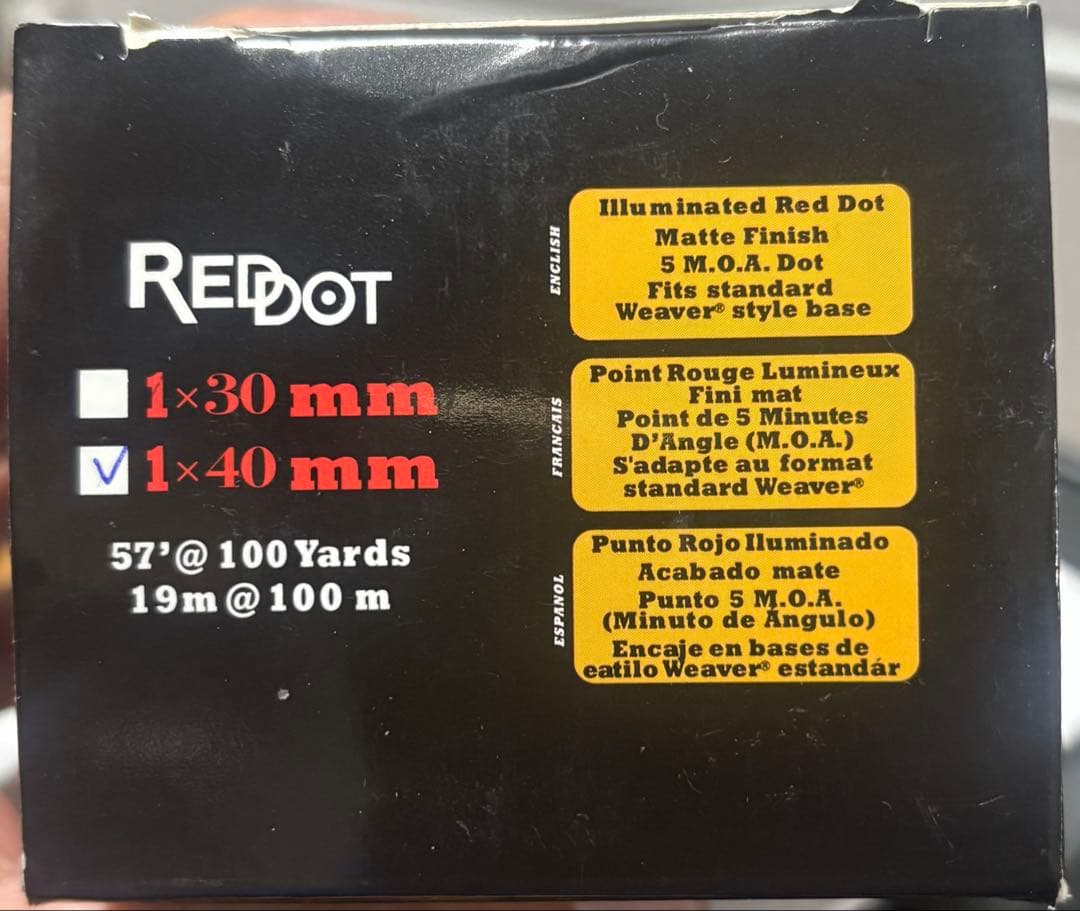 REDDOT
1×30 mm
1×40 mm
57'@ 100 Yards
19m@100 m
ENCLISH
Illuminated Red Dot
Matte Finish
5 M.O.A. Dot
Fits standard
Weaver® style base
FRANCAIS
Point Rouge Lumineux
Fini mat
Point de 5 Minutes
D'Angle (M.O.A.)
S'adapte au format
standard Weaver®
ESPANOL
Punto Rojo Iluminado
Acabado mate
Punto 5 M.O.A.
(Minuto de Ángulo)
Encaje en bases de
eatilo Weaver® estandár